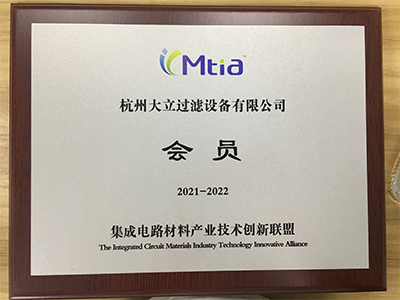 iCMtia
杭州大立过滤设备有限公司
会员
2021-2022
集成电路材料产业技术创新联盟
The Integrated Circuit Materials Industry Technology Innovative Alliance